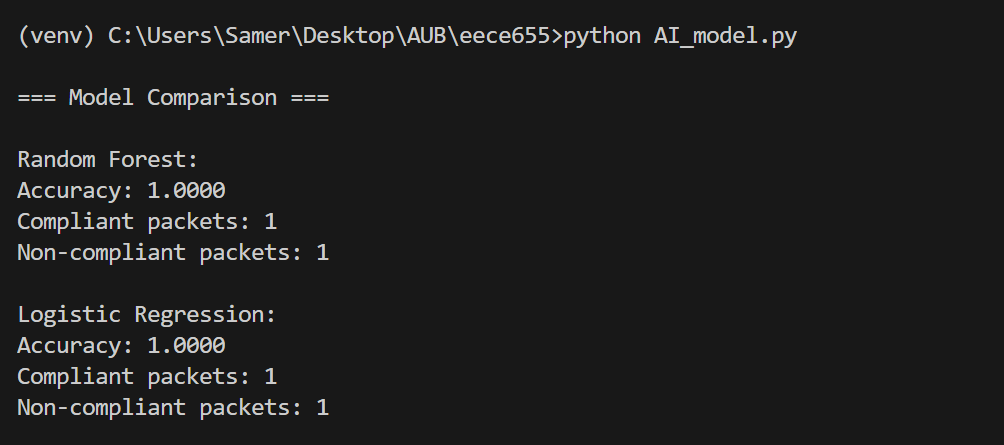 (venv) C:\Users\Samer\Desktop\AUB\eece655>python AI_model.py
=== Model Comparison ===
Random Forest:
Accuracy: 1.0000
Compliant packets: 1
Non-compliant packets: 1
Logistic Regression:
Accuracy: 1.0000
Compliant packets: 1
Non-compliant packets: 1